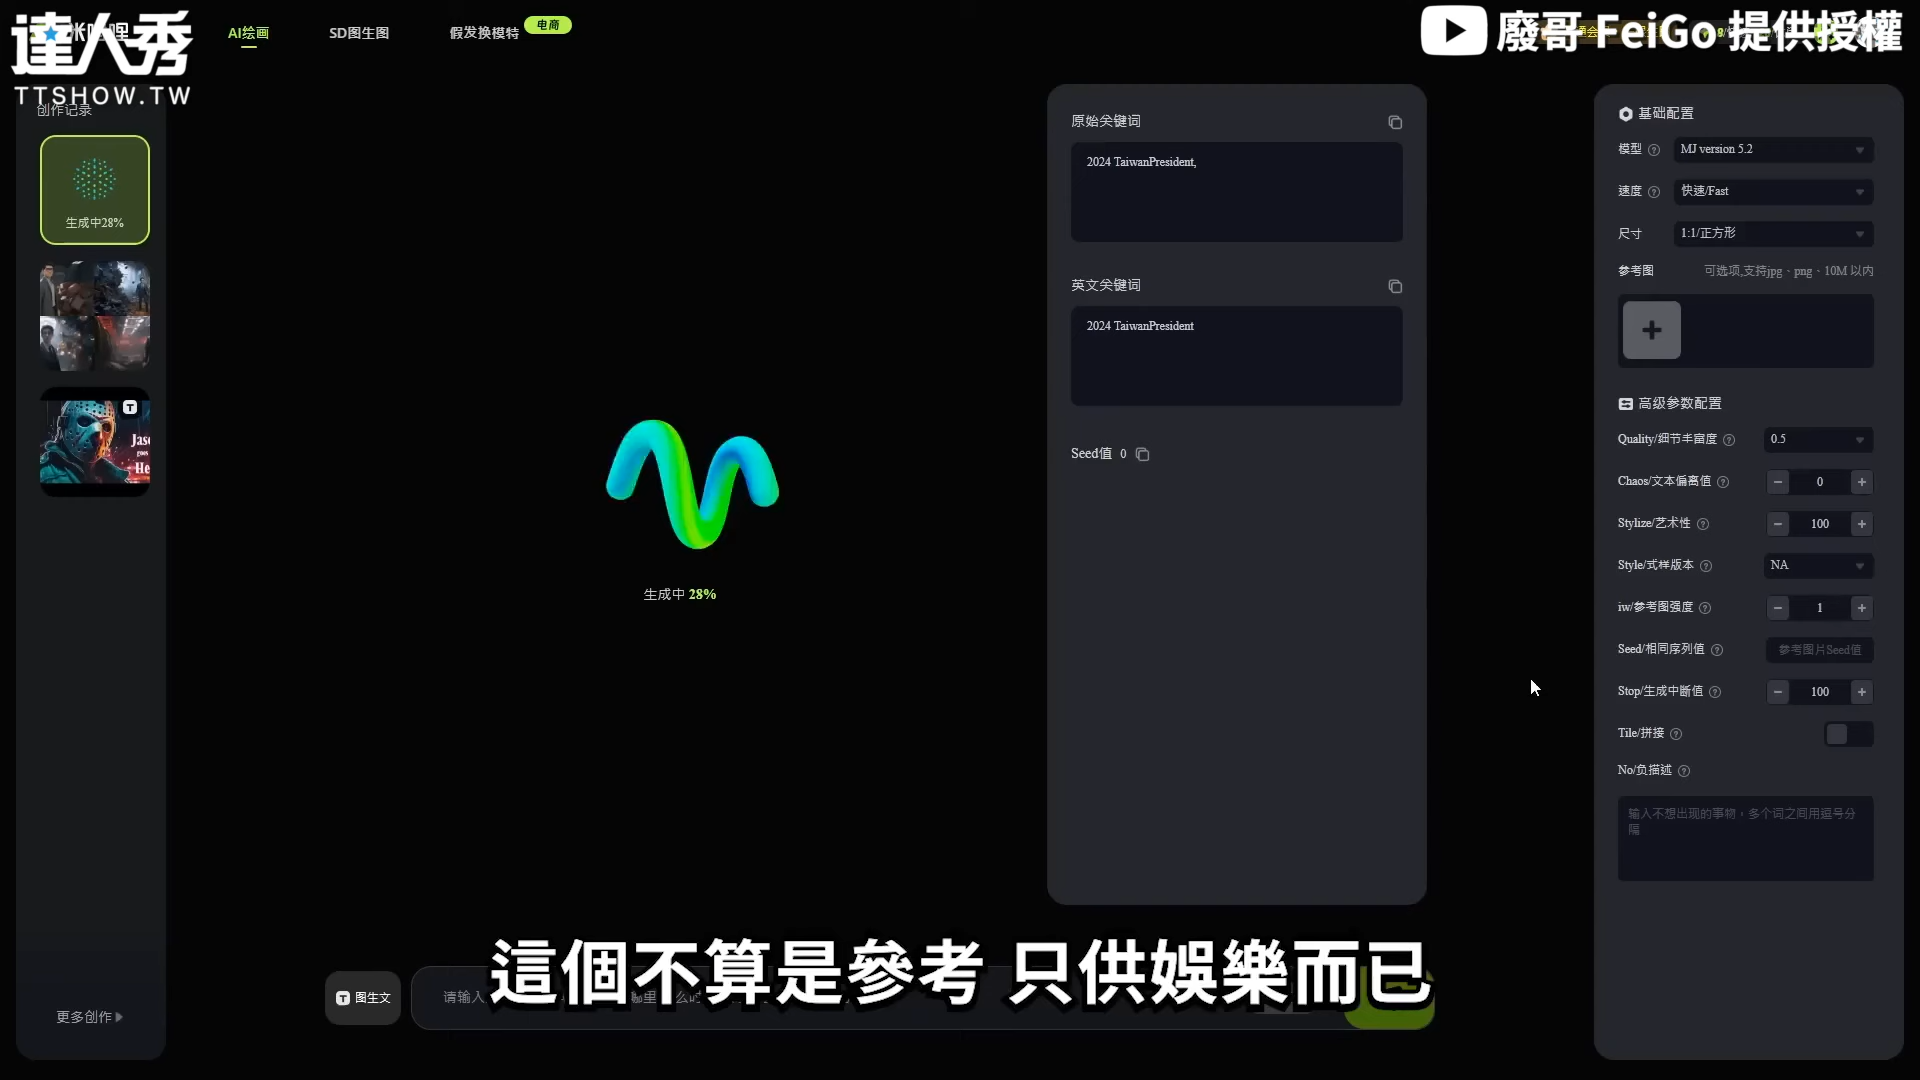 達人秀
TTSHOW.TW
AI绘画
SD图生图
假发换模特
电商
廢哥 FeiGo 提供授權
创作记录
生成中28%
Jas
goes
He
更多创作
生成中 28%
原始关键词
2024 TaiwanPresident,
英文关键词
2024 TaiwanPresident
Seed值 0
基础配置
模型 MJ version 5.2
速度 快速/Fast
尺寸 1:1/正方形
参考图 可选项,支持jpg、png、10M 以内
高级参数配置
Quality/细节丰富度 0.5
Chaos/文本偏离值 0
Stylize/艺术性 100
Style/式样版本 NA
iw/参考图强度 1
Seed/相同序列值 参考图片Seed值
Stop/生成中断值 100
Tile/拼接
No/负描述
输入不想出现的事物，多个词之间用逗号分
隔
图生文
请输入
這個不算是參考 只供娛樂而已